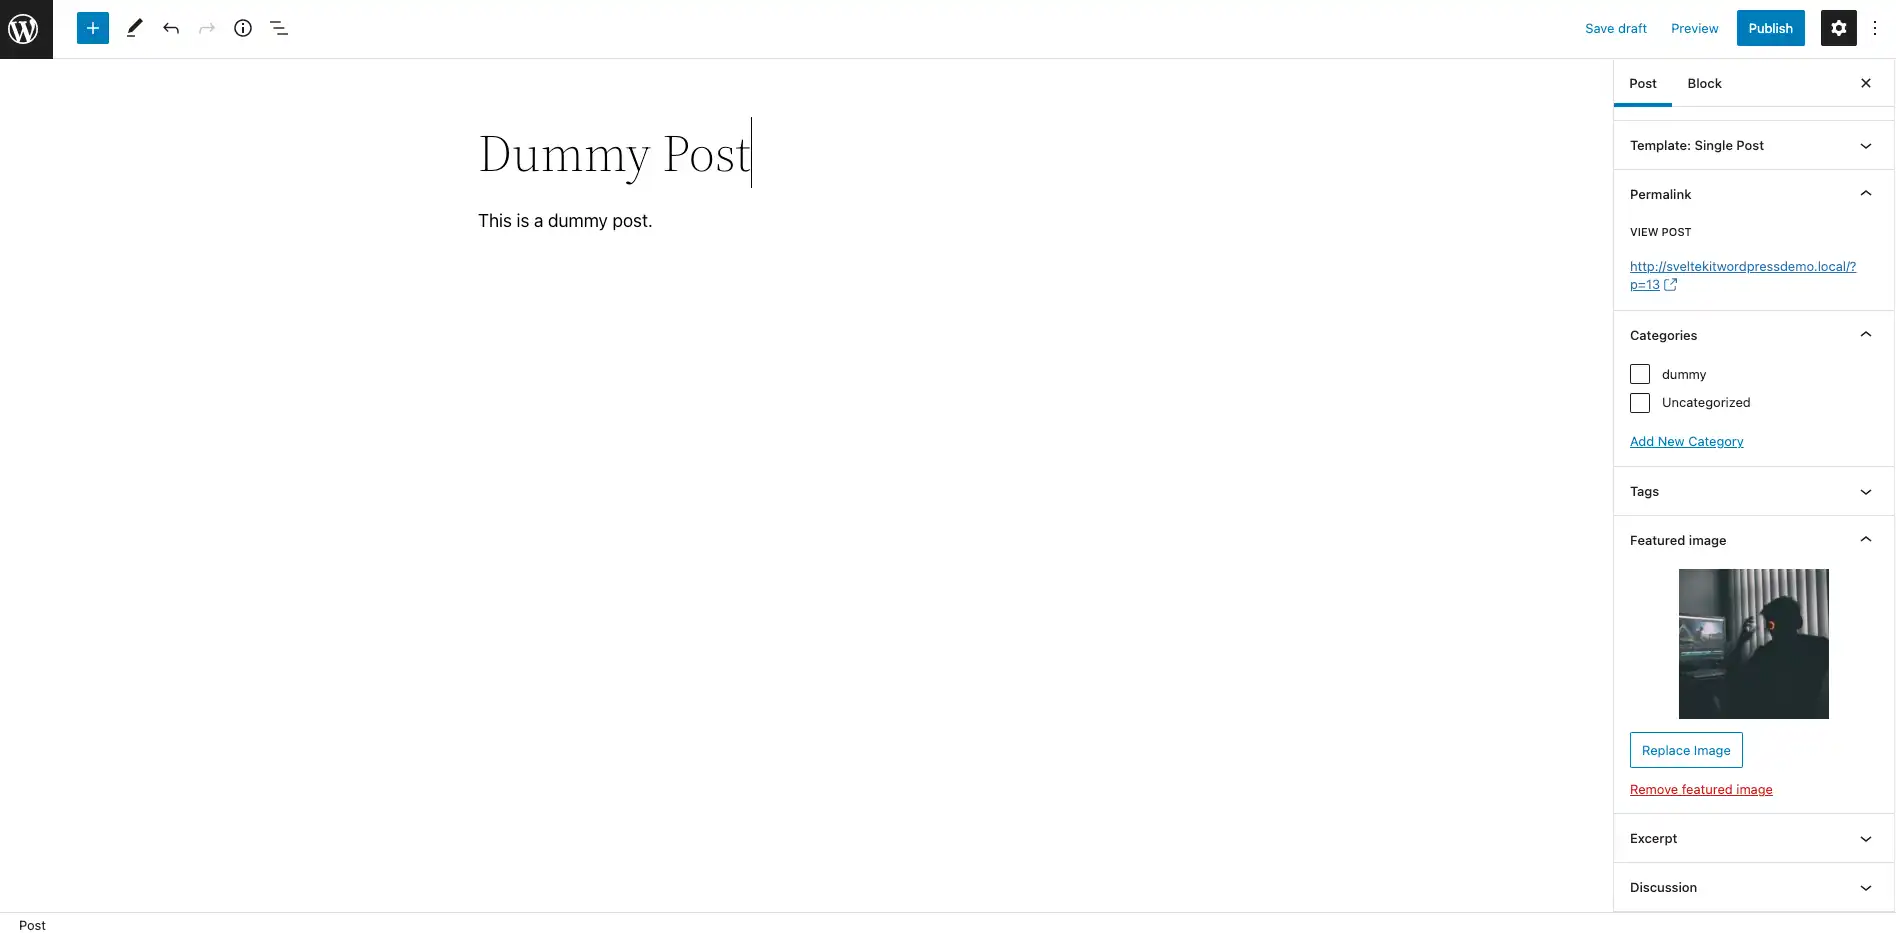 Save draft
Preview
Publish
Post
Block
Dummy Post
This is a dummy post.
Template: Single Post
Permalink
VIEW POST
http://sveltekitwordpressdemo.local/?
p=13
Categories
dummy
Uncategorized
Add New Category
Tags
Featured image
Replace Image
Remove featured image
Excerpt
Discussion
Post